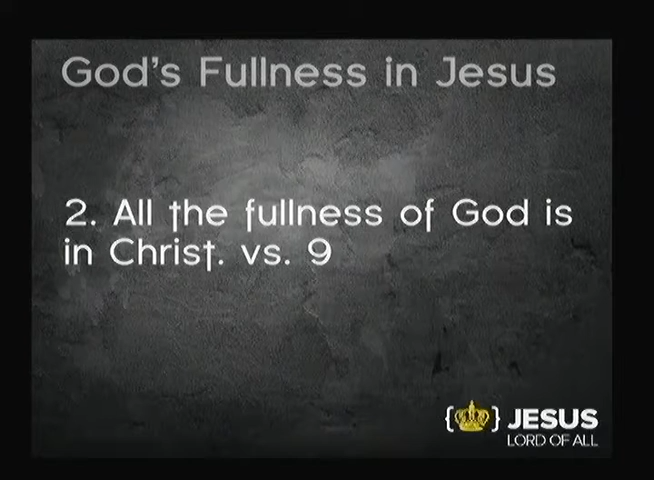 God's Fullness in Jesus
2. All the fullness of God is
in Christ. vs. 9
{ } JESUS
LORD OF ALL